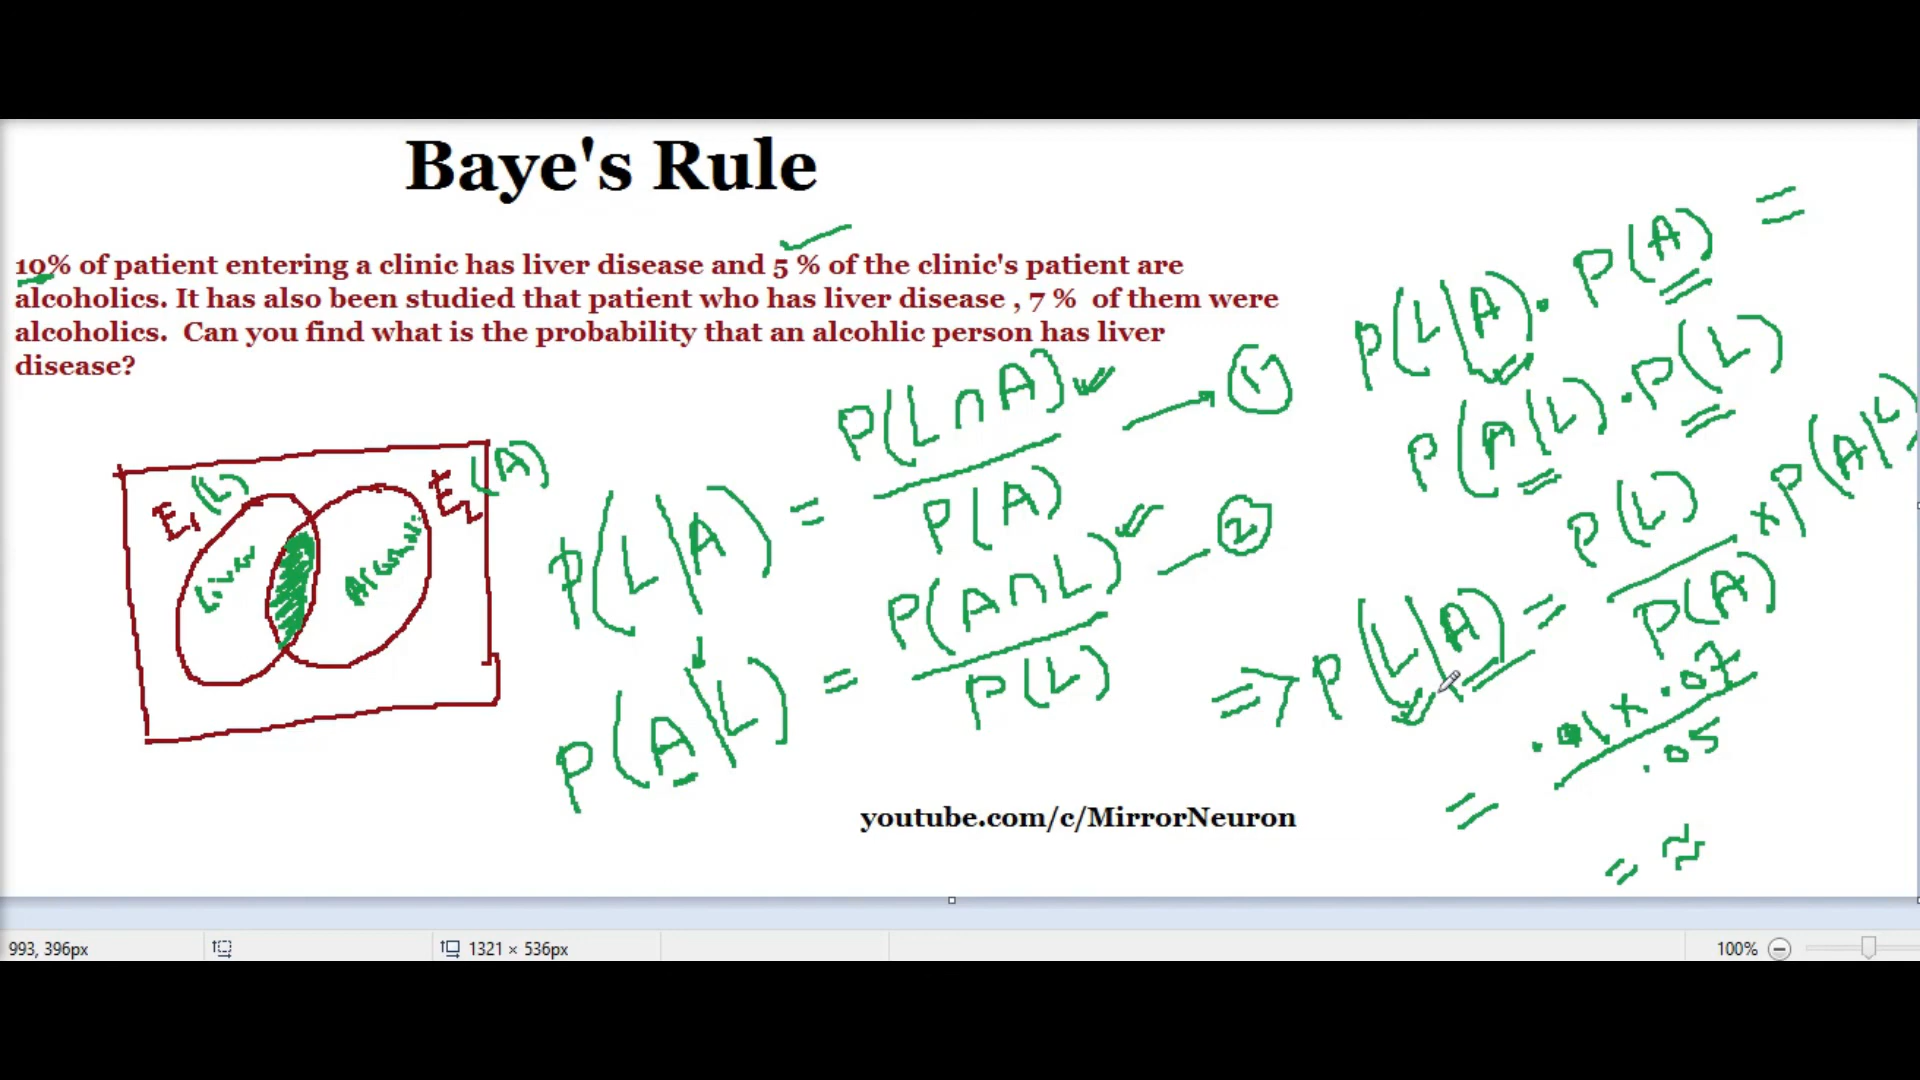 Baye's Rule
10% of patient entering a clinic has liver disease and 5 % of the clinic's patient are
alcoholics. It has also been studied that patient who has liver disease , 7 % of them were
alcoholics. Can you find what is the probability that an alcohlic person has liver
disease?
E1 (L)
E2 (A)
Liver
P(L|A) = P(L∩A) / P(A) → 1
P(A|L) = P(A∩L) / P(L) — 2
P(L|A) . P(A) =
P(A|L) . P(L)
=> P(L|A) = P(L) / P(A) x P(A|L)
= x .07 / .05
= ≈
youtube.com/c/MirrorNeuron
993, 396px
1321 × 536px
100%